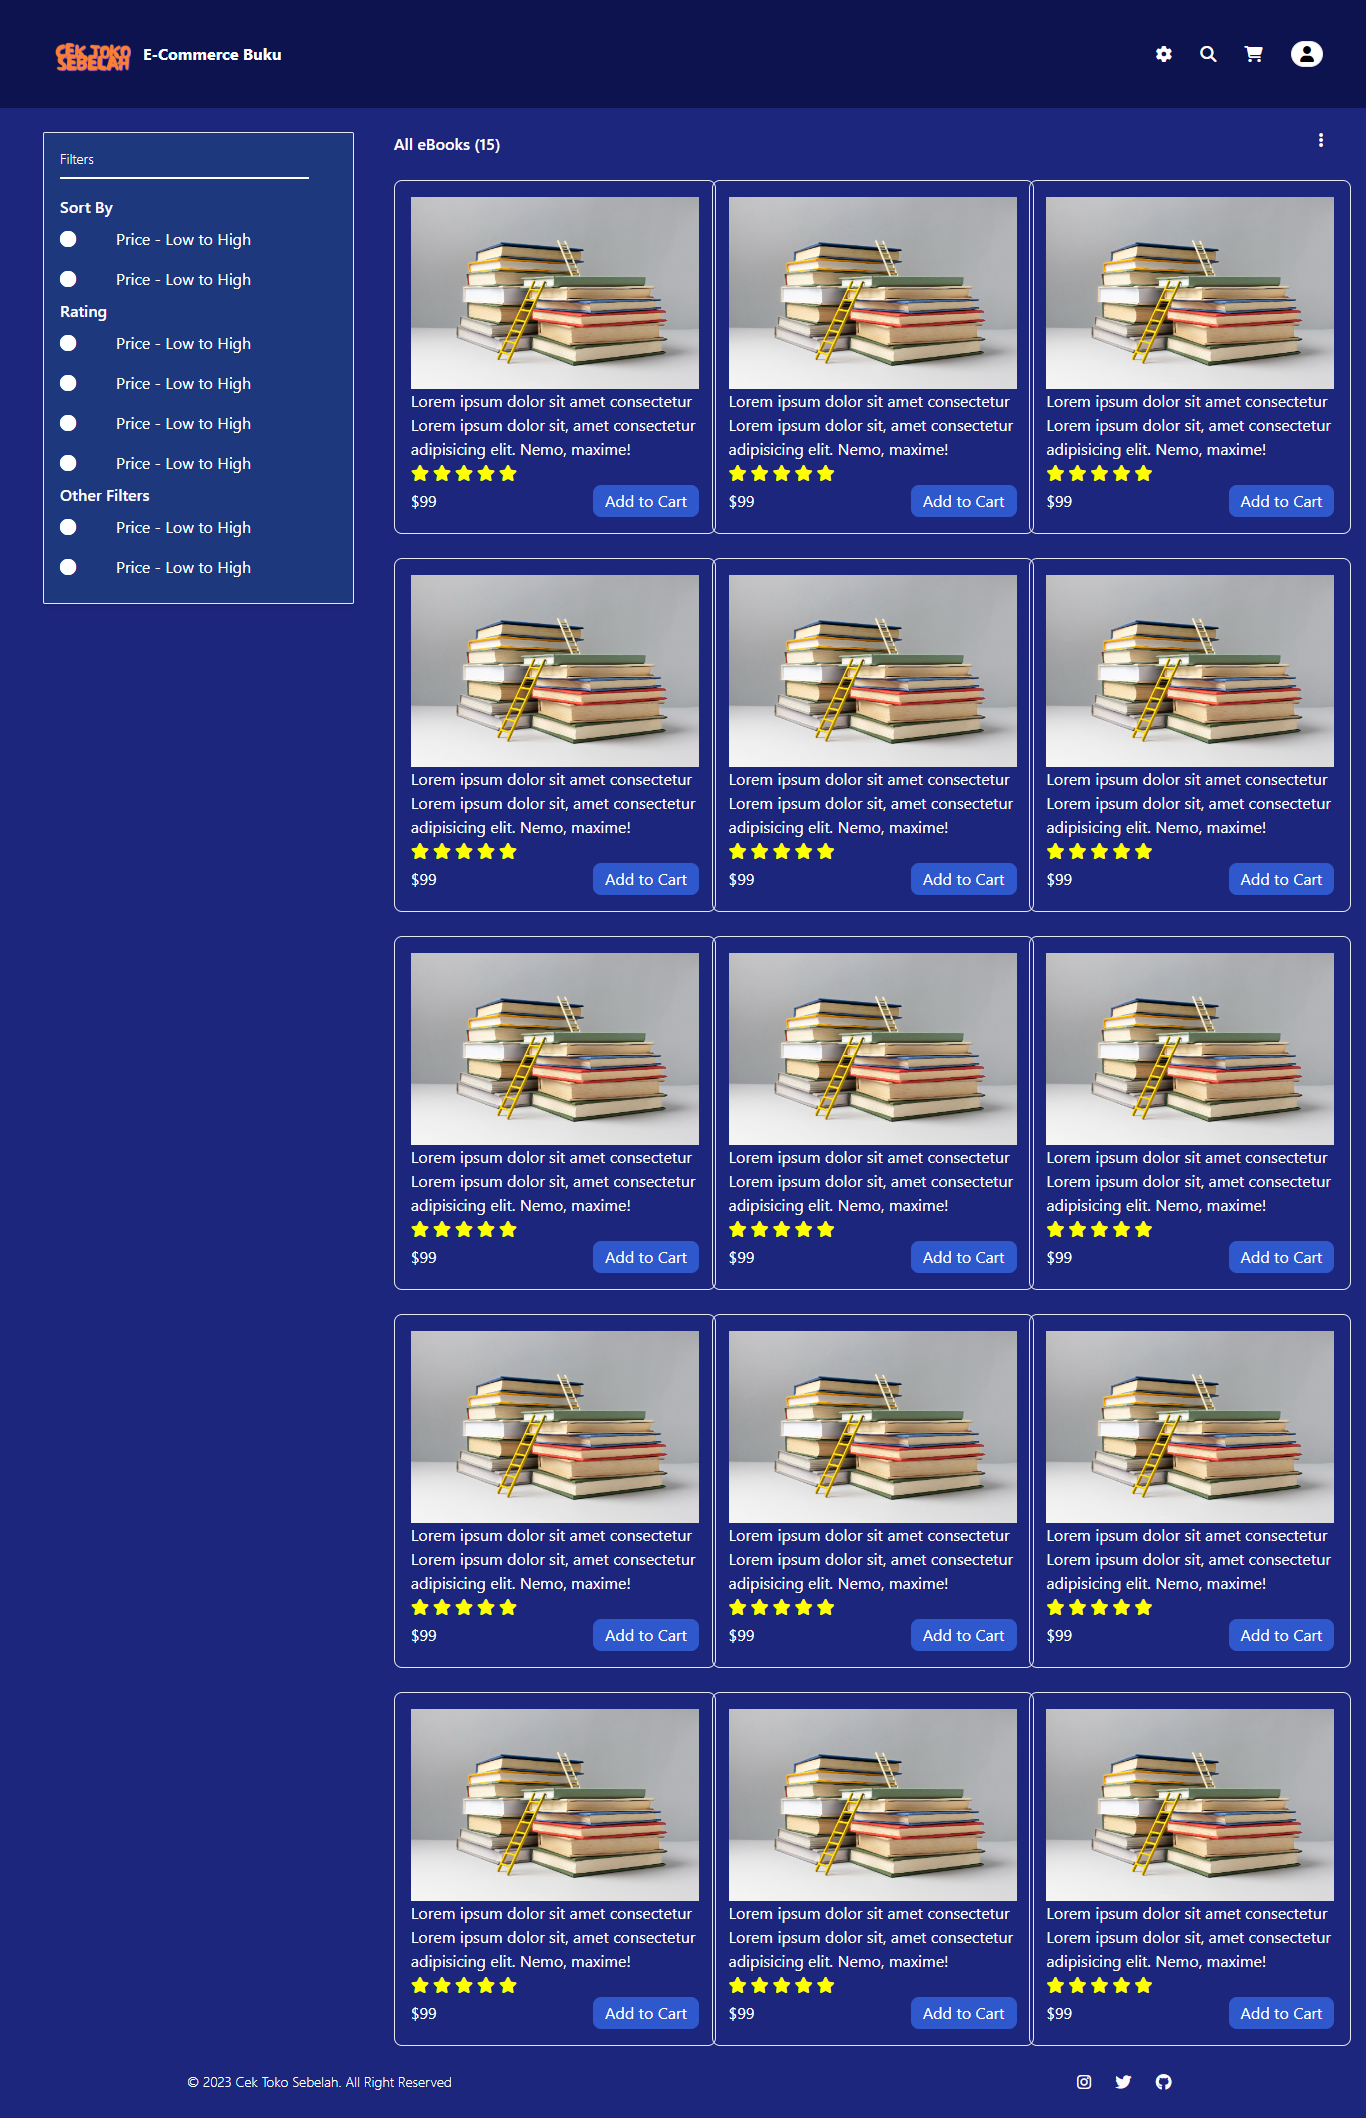 CEK TOKO
SEBELAH
E-Commerce Buku
Filters
Sort By
Price - Low to High
Price - Low to High
Rating
Price - Low to High
Price - Low to High
Price - Low to High
Price - Low to High
Other Filters
Price - Low to High
Price - Low to High
All eBooks (15)
Lorem ipsum dolor sit amet consectetur
Lorem ipsum dolor sit, amet consectetur
adipisicing elit. Nemo, maxime!
$99
Add to Cart
Lorem ipsum dolor sit amet consectetur
Lorem ipsum dolor sit, amet consectetur
adipisicing elit. Nemo, maxime!
$99
Add to Cart
Lorem ipsum dolor sit amet consectetur
Lorem ipsum dolor sit, amet consectetur
adipisicing elit. Nemo, maxime!
$99
Add to Cart
Lorem ipsum dolor sit amet consectetur
Lorem ipsum dolor sit, amet consectetur
adipisicing elit. Nemo, maxime!
$99
Add to Cart
Lorem ipsum dolor sit amet consectetur
Lorem ipsum dolor sit, amet consectetur
adipisicing elit. Nemo, maxime!
$99
Add to Cart
Lorem ipsum dolor sit amet consectetur
Lorem ipsum dolor sit, amet consectetur
adipisicing elit. Nemo, maxime!
$99
Add to Cart
Lorem ipsum dolor sit amet consectetur
Lorem ipsum dolor sit, amet consectetur
adipisicing elit. Nemo, maxime!
$99
Add to Cart
Lorem ipsum dolor sit amet consectetur
Lorem ipsum dolor sit, amet consectetur
adipisicing elit. Nemo, maxime!
$99
Add to Cart
Lorem ipsum dolor sit amet consectetur
Lorem ipsum dolor sit, amet consectetur
adipisicing elit. Nemo, maxime!
$99
Add to Cart
Lorem ipsum dolor sit amet consectetur
Lorem ipsum dolor sit, amet consectetur
adipisicing elit. Nemo, maxime!
$99
Add to Cart
Lorem ipsum dolor sit amet consectetur
Lorem ipsum dolor sit, amet consectetur
adipisicing elit. Nemo, maxime!
$99
Add to Cart
Lorem ipsum dolor sit amet consectetur
Lorem ipsum dolor sit, amet consectetur
adipisicing elit. Nemo, maxime!
$99
Add to Cart
Lorem ipsum dolor sit amet consectetur
Lorem ipsum dolor sit, amet consectetur
adipisicing elit. Nemo, maxime!
$99
Add to Cart
Lorem ipsum dolor sit amet consectetur
Lorem ipsum dolor sit, amet consectetur
adipisicing elit. Nemo, maxime!
$99
Add to Cart
Lorem ipsum dolor sit amet consectetur
Lorem ipsum dolor sit, amet consectetur
adipisicing elit. Nemo, maxime!
$99
Add to Cart
© 2023 Cek Toko Sebelah. All Right Reserved